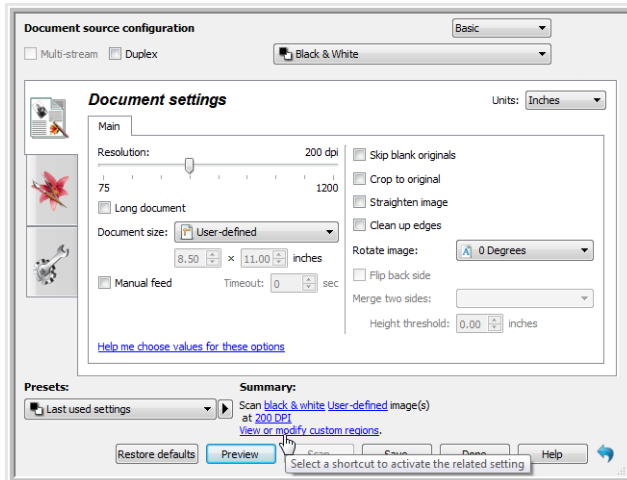 Document source configuration
Basic
Multi-stream
Duplex
Black & White
Document settings
Units:
Inches
Main
Resolution:
200 dpi
75
1200
Long document
Document size:
User-defined
8.50 × 11.00 inches
Manual feed
Timeout: 0 sec
Help me choose values for these options
Skip blank originals
Crop to original
Straighten image
Clean up edges
Rotate image:
A 0 Degrees
Flip back side
Merge two sides:
Height threshold: 0.00 inches
Presets:
Last used settings
Summary:
Scan black & white User-defined image(s)
at 200 DPI
View or modify custom regions.
Restore defaults
Preview
Scan
Save
Done
Help
Select a shortcut to activate the related setting